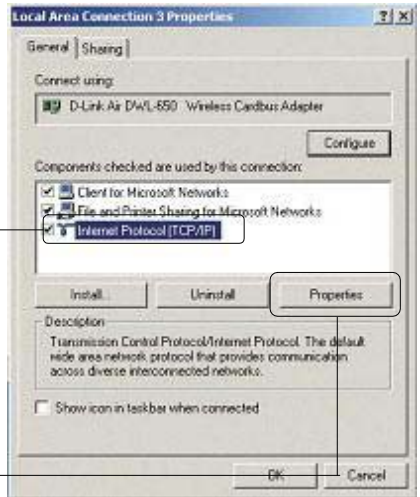 Local Area Connection 3 Properties
General Sharing
Connect using:
D-Link Air DWL-650 Wireless Cardbus Adapter
Configure
Components checked are used by this connection:
Client for Microsoft Networks
File and Printer Sharing for Microsoft Networks
Internet Protocol (TCP/IP)
Install... Uninstall Properties
Description
Transmission Control Protocol/Internet Protocol. The default
wide area network protocol that provides communication
across diverse interconnected networks.
Show icon in taskbar when connected
OK Cancel